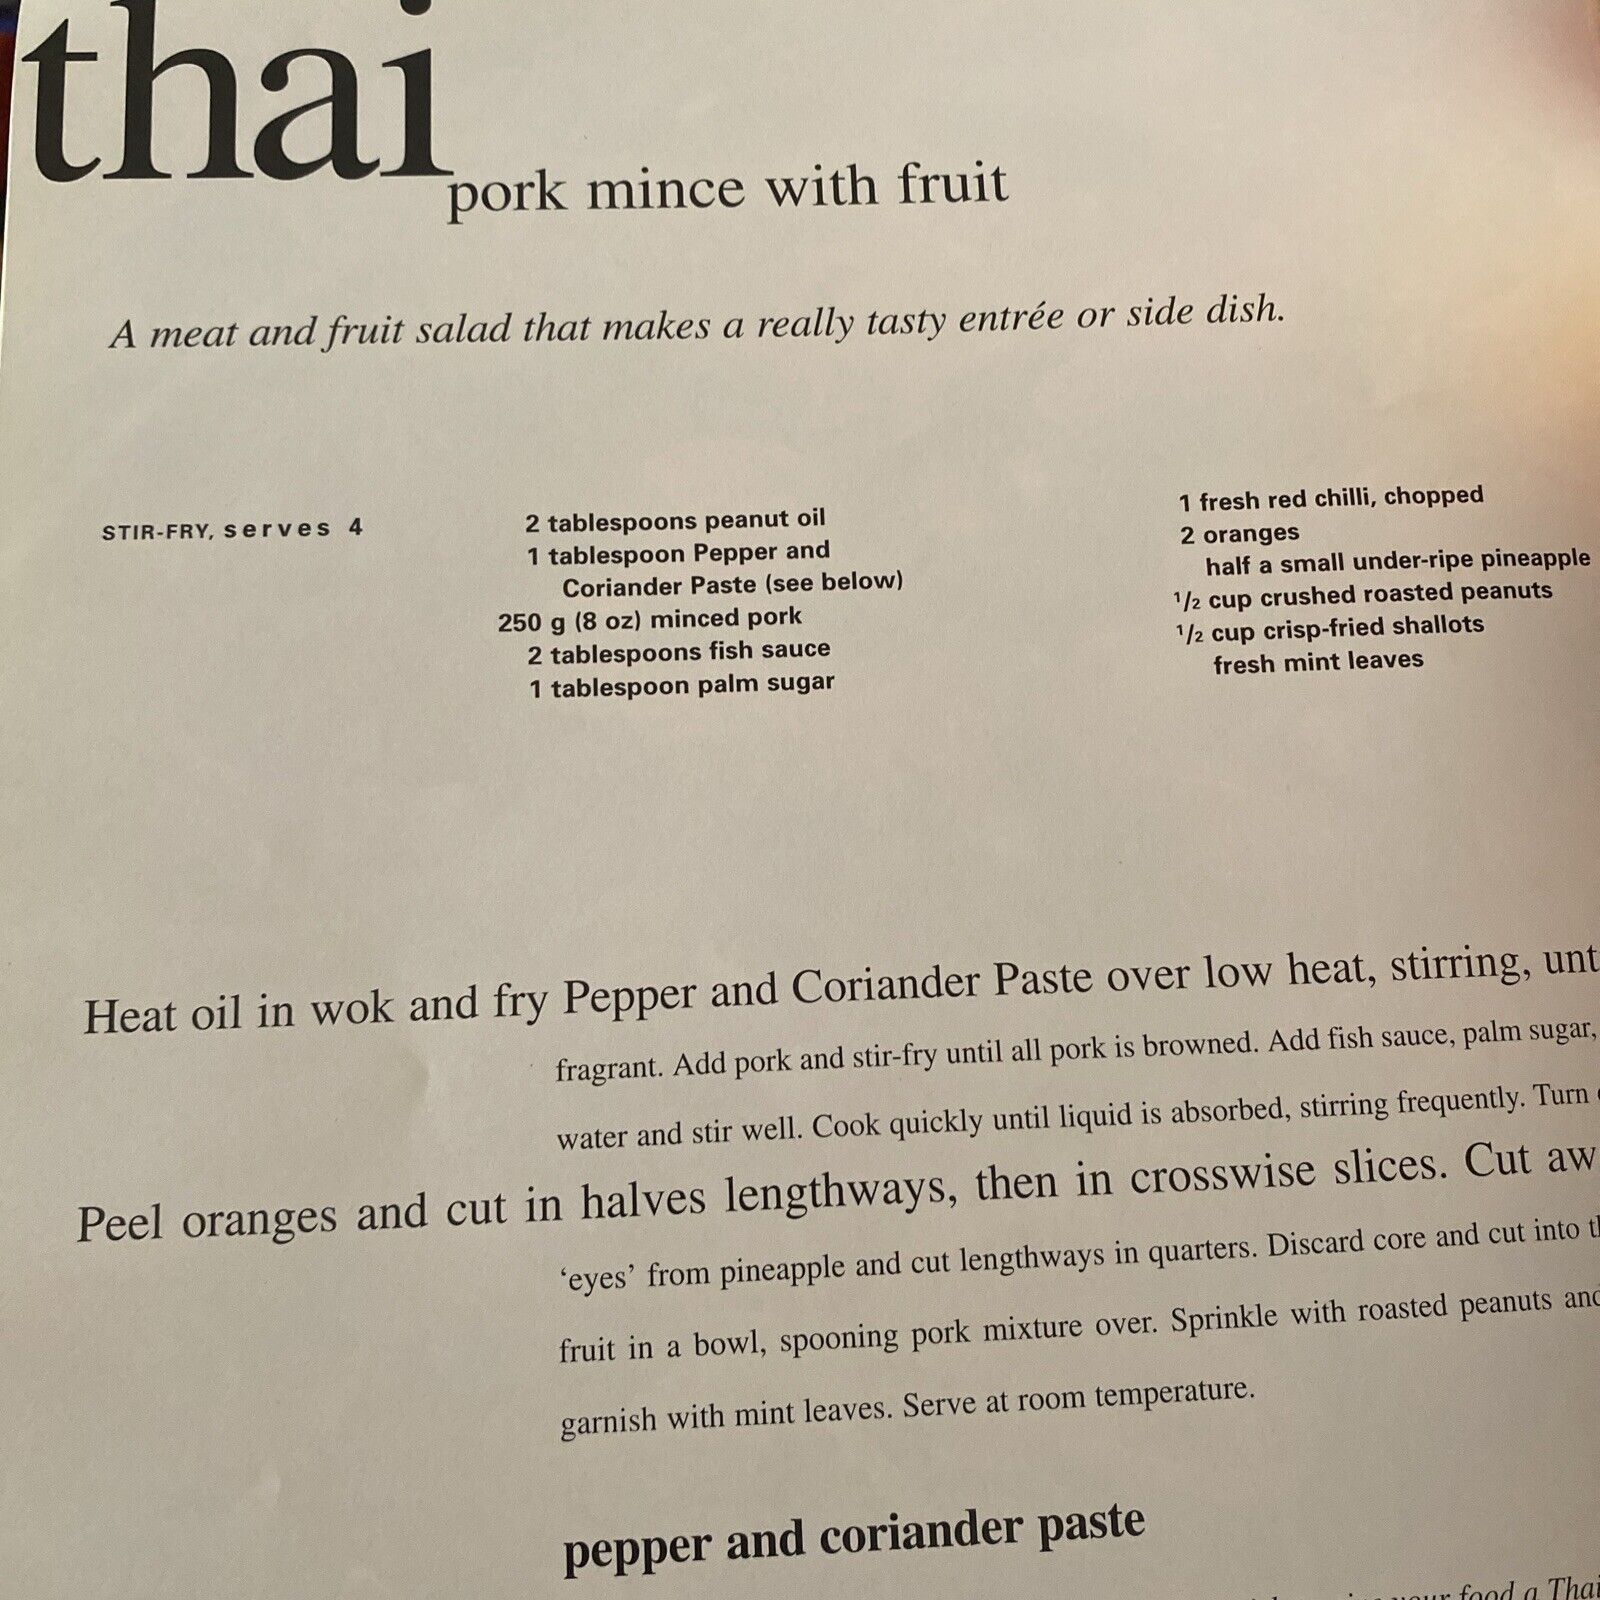 thai
pork mince with fruit
A meat and fruit salad that makes a really tasty entrée or side dish.
STIR-FRY, serves 4
2 tablespoons peanut oil
1 tablespoon Pepper and
Coriander Paste (see below)
250 g (8 oz) minced pork
2 tablespoons fish sauce
1 tablespoon palm sugar
1 fresh red chilli, chopped
2 oranges
half a small under-ripe pineapple
1/2 cup crushed roasted peanuts
1/2 cup crisp-fried shallots
fresh mint leaves
Heat oil in wok and fry Pepper and Coriander Paste over low heat, stirring, unt
fragrant. Add pork and stir-fry until all pork is browned. Add fish sauce, palm sugar,
water and stir well. Cook quickly until liquid is absorbed, stirring frequently. Turn
Peel oranges and cut in halves lengthways, then in crosswise slices. Cut aw
‘eyes’ from pineapple and cut lengthways in quarters. Discard core and cut into
fruit in a bowl, spooning pork mixture over. Sprinkle with roasted peanuts and
garnish with mint leaves. Serve at room temperature.
pepper and coriander paste
your food a Thai